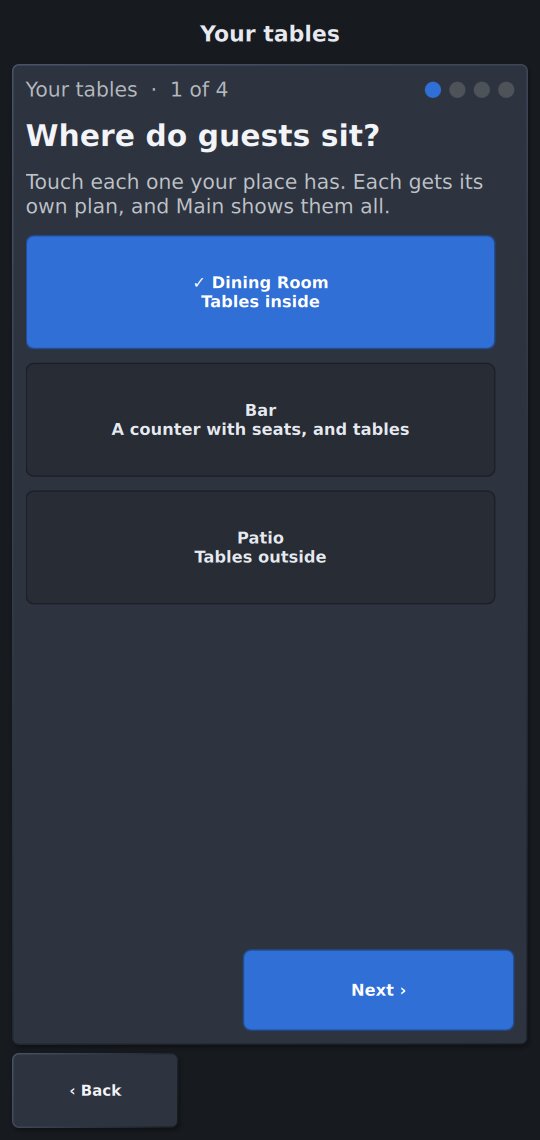 Your tables
Your tables · 1 of 4
Where do guests sit?
Touch each one your place has. Each gets its
own plan, and Main shows them all.
✓ Dining Room
Tables inside
Bar
A counter with seats, and tables
Patio
Tables outside
Next ›
‹ Back